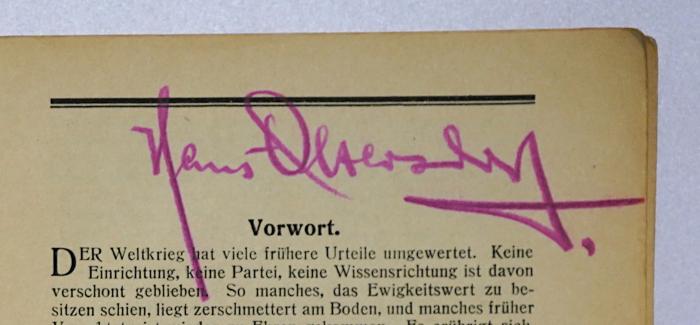 Hans Oltersdorf.
Vorwort.
DER Weltkrieg hat viele frühere Urteile umgewertet. Keine
Einrichtung, keine Partei, keine Wissensrichtung ist davon
verschont geblieben. So manches, das Ewigkeitswert zu be-
sitzen schien, liegt zerschmettert am Boden, und manches früher